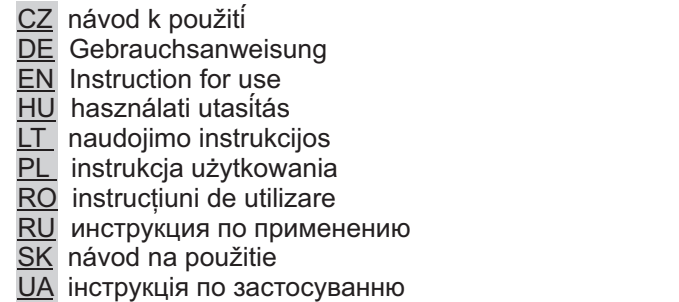 CZ návod k použití
DE Gebrauchsanweisung
EN Instruction for use
HU használati utasítás
LT naudojimo instrukcijos
PL instrukcja użytkowania
RO instrucțiuni de utilizare
RU инструкция по применению
SK návod na použitie
UA інструкція по застосуванню